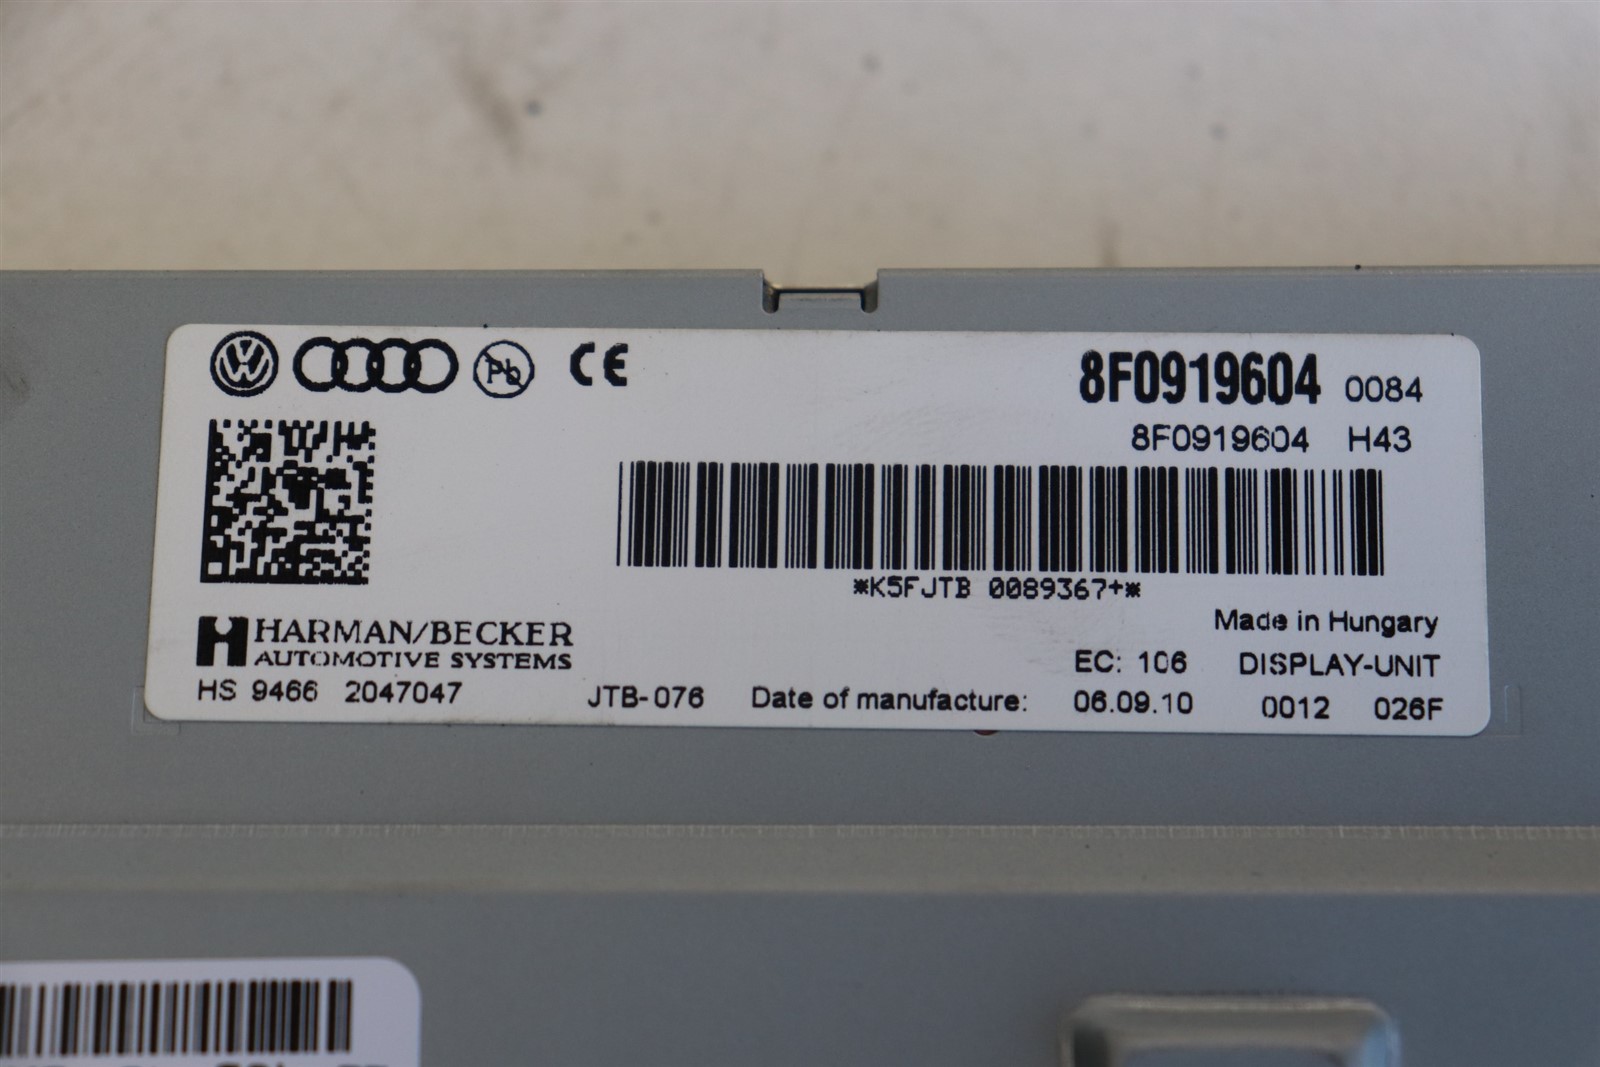 Pb CE 8F0919604 0084
8F0919604 H43
*K5FJTB 0089367+*
Made in Hungary
HARMAN/BECKER
AUTOMOTIVE SYSTEMS
EC: 106 DISPLAY-UNIT
HS 9466 2047047 JTB-076 Date of manufacture: 06.09.10 0012 026F